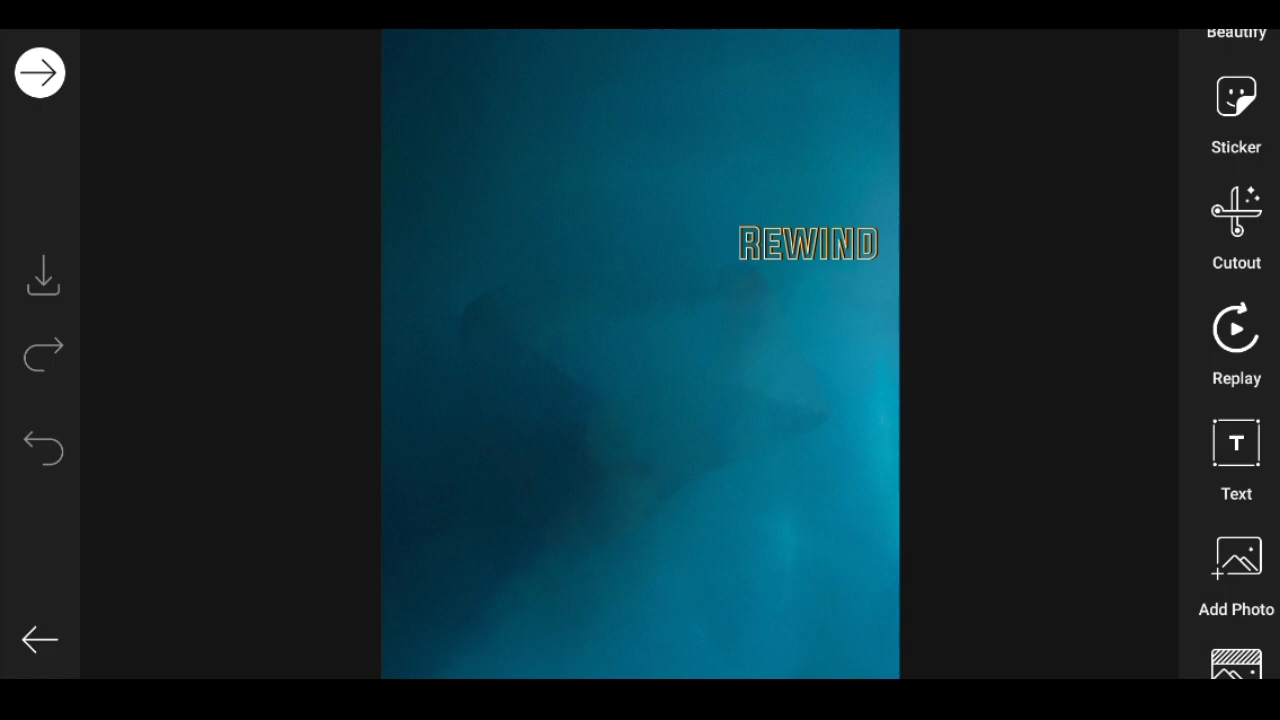 Beautify
Sticker
REWIND
Cutout
Replay
Text
Add Photo